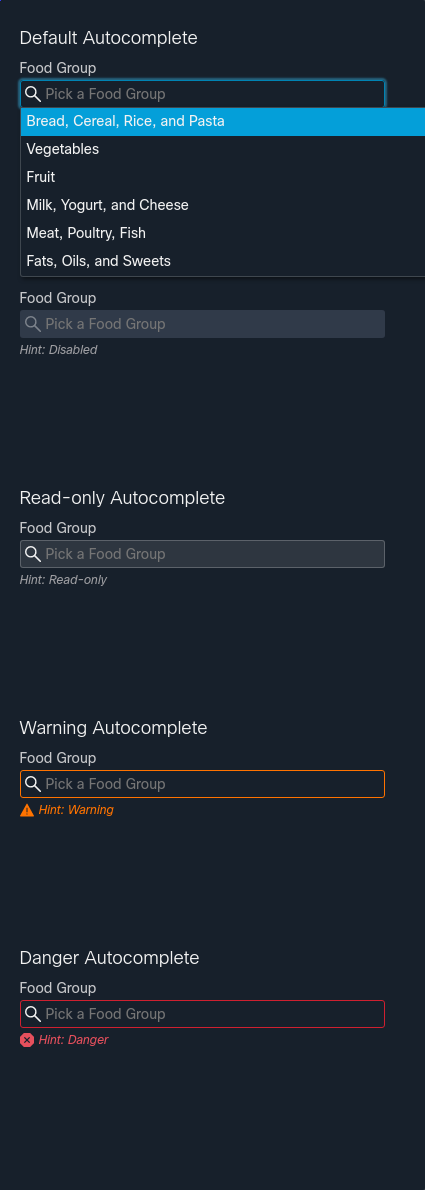 Default Autocomplete
Food Group
Pick a Food Group
Bread, Cereal, Rice, and Pasta
Vegetables
Fruit
Milk, Yogurt, and Cheese
Meat, Poultry, Fish
Fats, Oils, and Sweets
Food Group
Pick a Food Group
Hint: Disabled
Read-only Autocomplete
Food Group
Pick a Food Group
Hint: Read-only
Warning Autocomplete
Food Group
Pick a Food Group
Hint: Warning
Danger Autocomplete
Food Group
Pick a Food Group
Hint: Danger